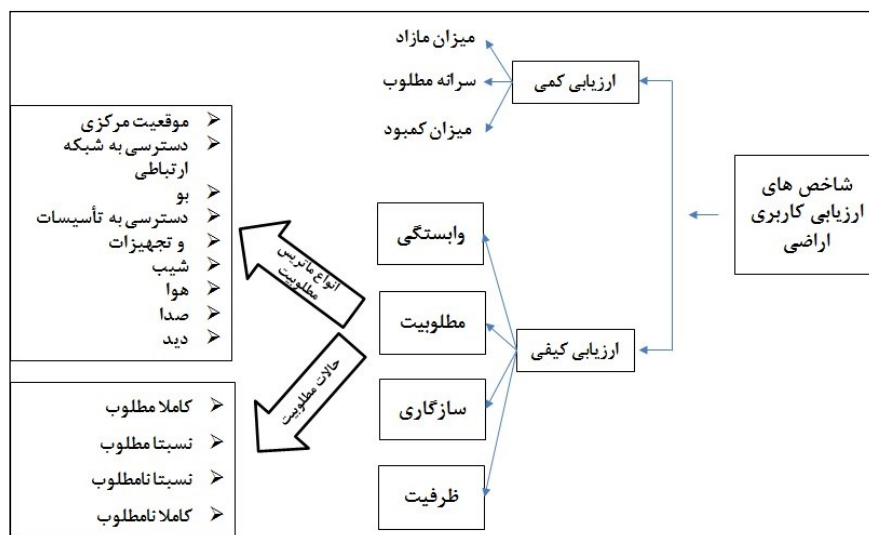 شاخص های
ارزیابی کاربری
اراضی
ارزیابی کمی
میزان مازاد
سرانه مطلوب
میزان کمبود
ارزیابی کیفی
وابستگی
مطلوبیت
سازگاری
ظرفیت
انواع ماتریس
مطلوبیت
موقعیت مرکزی
دسترسی به شبکه
ارتباطی
بو
دسترسی به تأسیسات
و تجهیزات
شیب
هوا
صدا
دید
حالات مطلوبیت
کاملا مطلوب
نسبتا مطلوب
نسبتا نامطلوب
کاملا نامطلوب